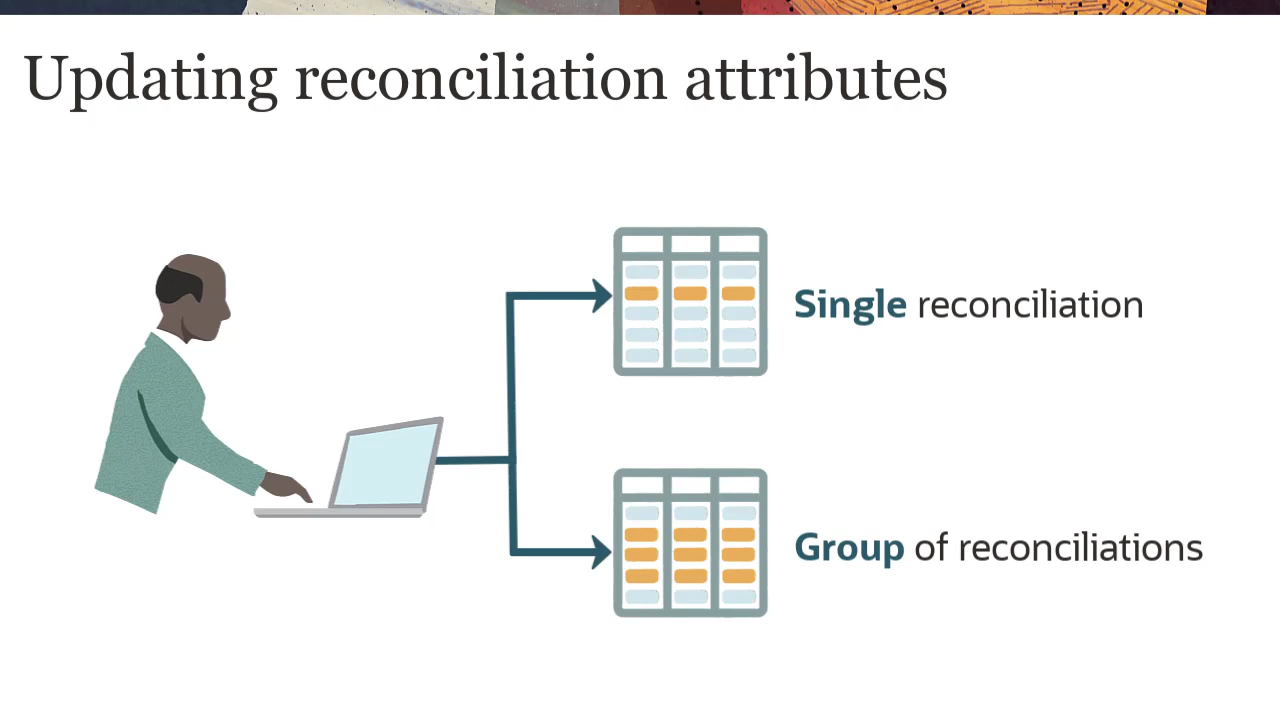 Updating reconciliation attributes
Single reconciliation
Group of reconciliations